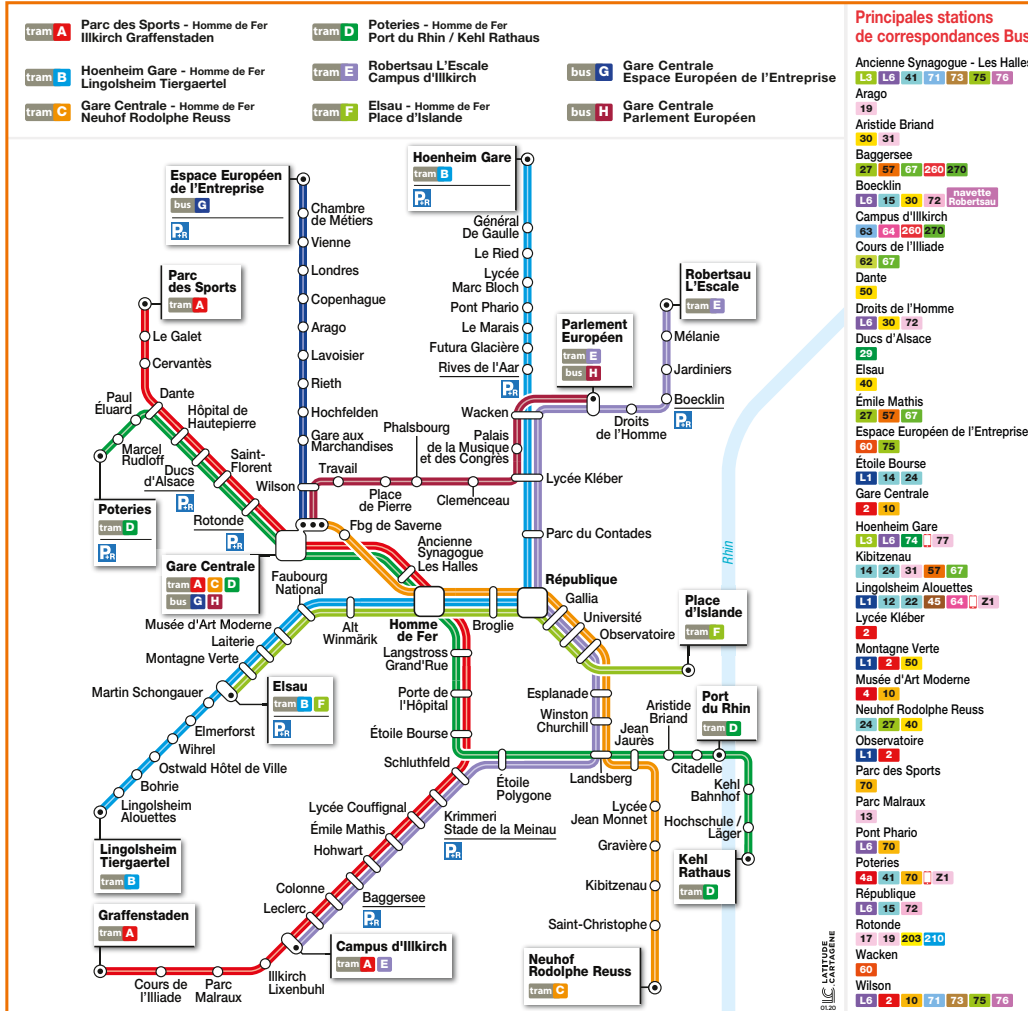 tram A Parc des Sports - Homme de Fer
Illkirch Graffenstaden
tram B Hoenheim Gare - Homme de Fer
Lingolsheim Tiergaertel
tram C Gare Centrale - Homme de Fer
Neuhof Rodolphe Reuss
tram D Poteries - Homme de Fer
Port du Rhin / Kehl Rathaus
tram E Robertsau L'Escale
Campus d'Illkirch
tram F Elsau - Homme de Fer
Place d'Islande
bus G Gare Centrale
Espace Européen de l'Entreprise
bus H Gare Centrale
Parlement Européen
Espace Européen
de l'Entreprise
bus G
P+R
Chambre
de Métiers
Vienne
Londres
Copenhague
Arago
Lavoisier
Rieth
Hochfelden
Gare aux
Marchandises
Wilson
Hoenheim Gare
tram B
P+R
Général
De Gaulle
Le Ried
Lycée
Marc Bloch
Pont Phario
Le Marais
Futura Glacière
Rives de l'Aar
P+R
Wacken
Palais
de la Musique
et des Congrès
Lycée Kléber
Parc du Contades
Parlement
Européen
tram E
bus H
Robertsau
L'Escale
tram E
Mélanie
Jardiniers
Boecklin
P+R
Droits
de l'Homme
Parc
des Sports
tram A
Le Galet
Cervantès
Dante
Paul
Éluard
Marcel
Rudloff
Poteries
tram D
P+R
Hôpital de
Hautepierre
Ducs
d'Alsace
P+R
Saint-
Florent
Rotonde
P+R
Travail
Place
de Pierre
Phalsbourg
Clemenceau
Fbg de Saverne
Gare Centrale
tram A C D
bus G H
Ancienne
Synagogue
Les Halles
République
Gallia
Université
Observatoire
Place
d'Islande
tram F
Broglie
Homme
de Fer
Alt
Winmärik
Faubourg
National
Musée d'Art Moderne
Laiterie
Montagne Verte
Martin Schongauer
Elsau
tram B F
P+R
Elmerforst
Wihrel
Ostwald Hôtel de Ville
Bohrie
Lingolsheim
Alouettes
Lingolsheim
Tiergaertel
tram B
Langstross
Grand'Rue
Porte de
l'Hôpital
Étoile Bourse
Schluthfeld
Étoile
Polygone
Landsberg
Esplanade
Winston
Churchill
Jean
Jaurès
Aristide
Briand
Citadelle
Port
du Rhin
tram D
Kehl
Bahnhof
Hochschule /
Läger
Kehl
Rathaus
tram D
Lycée
Jean Monnet
Gravière
Kibitzenau
Saint-Christophe
Neuhof
Rodolphe Reuss
tram C
Krimmeri
Stade de la Meinau
P+R
Lycée Couffignal
Émile Mathis
Hohwart
Baggersee
P+R
Colonne
Leclerc
Campus d'Illkirch
tram A E
Illkirch
Lixenbuhl
Parc
Malraux
Cours de
l'Illiade
Graffenstaden
tram A
Rhin
LATITUDE
CARTAGÈNE
Principales stations
de correspondances Bus
Ancienne Synagogue - Les Halles
L3 L6 41 71 73 75 76
Arago
19
Aristide Briand
30 31
Baggersee
27 57 67 260 270
Boecklin
L6 15 30 72 navette
Robertsau
Campus d'Illkirch
63 64 260 270
Cours de l'Illiade
62 67
Dante
50
Droits de l'Homme
L6 30 72
Ducs d'Alsace
29
Elsau
40
Émile Mathis
27 57 67
Espace Européen de l'Entreprise
60 75
Étoile Bourse
L1 14 24
Gare Centrale
2 10
Hoenheim Gare
L3 L6 74 77
Kibitzenau
14 24 31 57 67
Lingolsheim Alouettes
L1 12 22 45 64 Z1
Lycée Kléber
2
Montagne Verte
L1 2 50
Musée d'Art Moderne
4 10
Neuhof Rodolphe Reuss
24 27 40
Observatoire
L1 2
Parc des Sports
70
Parc Malraux
13
Pont Phario
L6 70
Poteries
4a 41 70 Z1
République
L6 15 72
Rotonde
17 19 203 210
Wacken
60
Wilson
L6 2 10 71 73 75 76